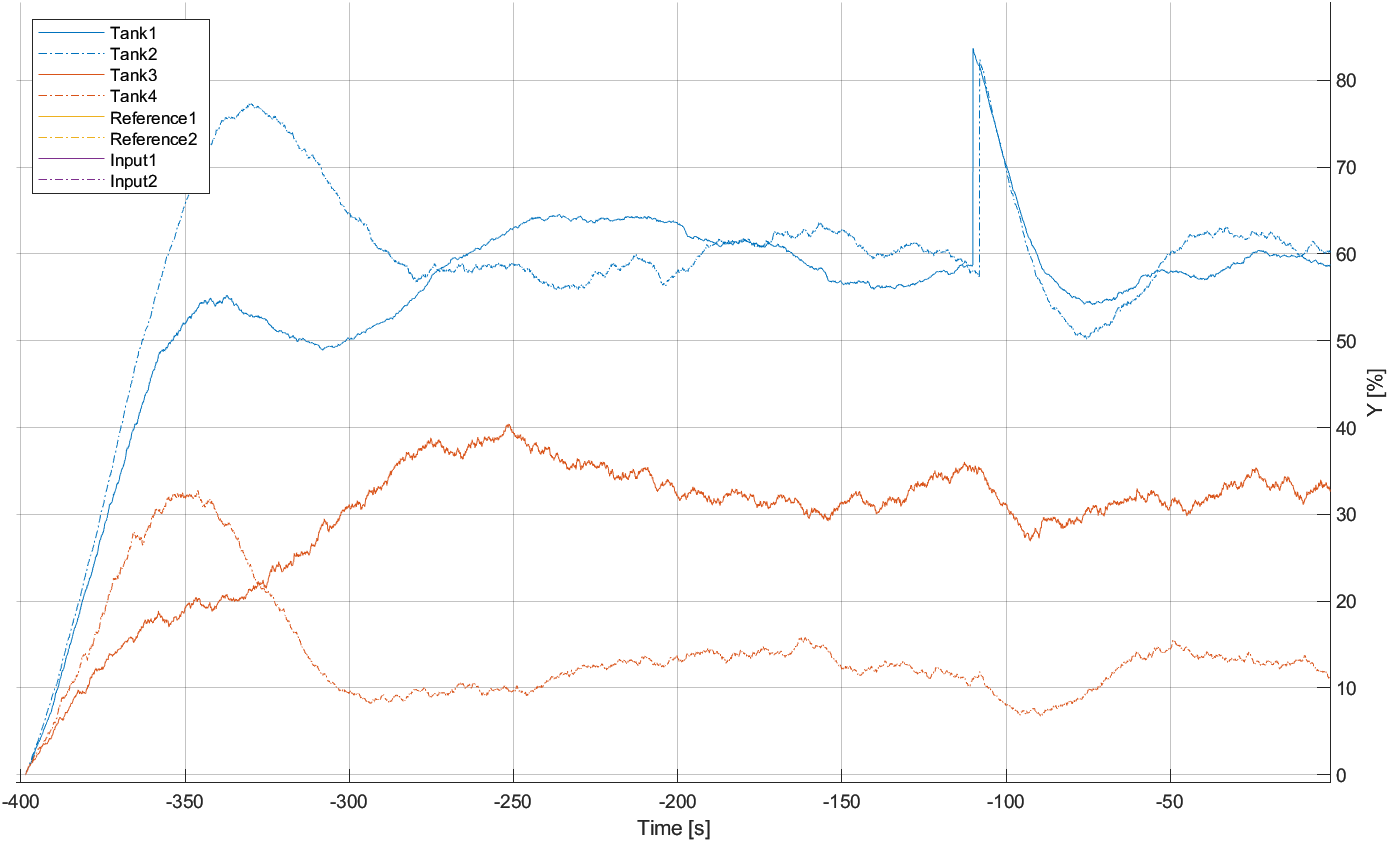 Tank1
Tank2
Tank3
Tank4
Reference1
Reference2
Input1
Input2
80
70
60
50
40
30
20
10
0
Y [%]
-400 -350 -300 -250 -200 -150 -100 -50
Time [s]